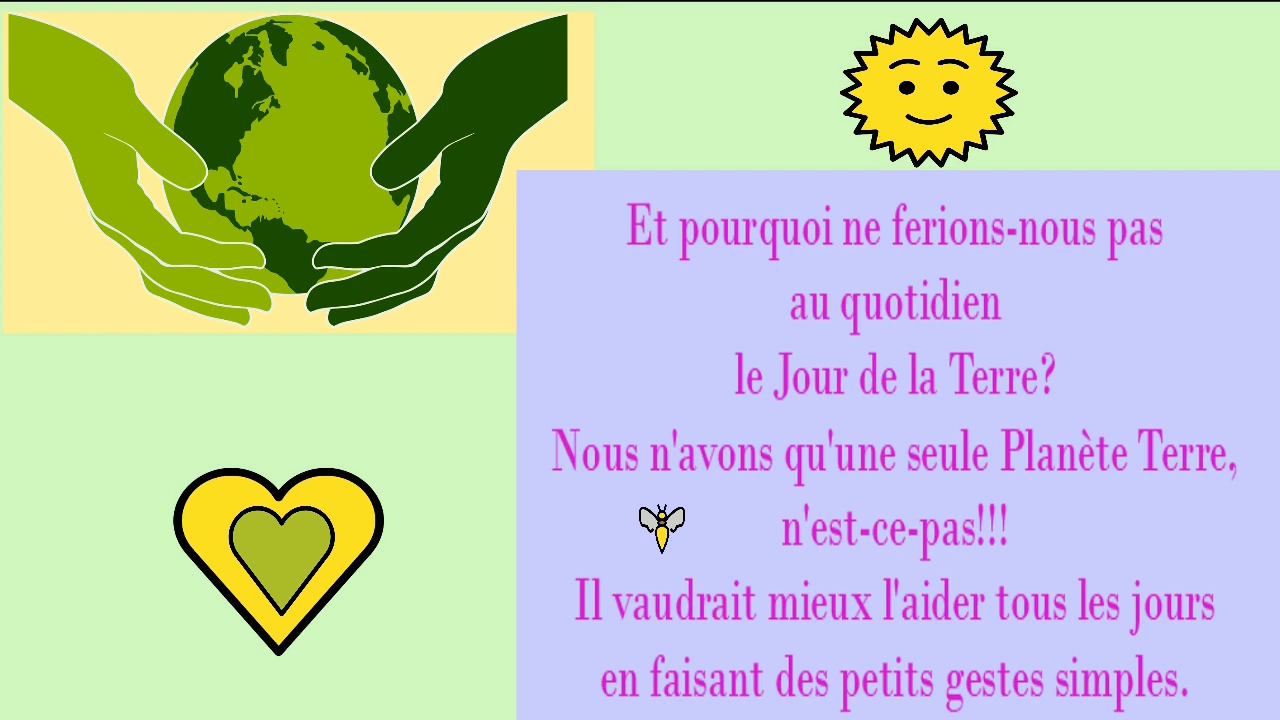 Et pourquoi ne ferions-nous pas
au quotidien
le Jour de la Terre?
Nous n'avons qu'une seule Planète Terre,
n'est-ce-pas!!!
Il vaudrait mieux l'aider tous les jours
en faisant des petits gestes simples.